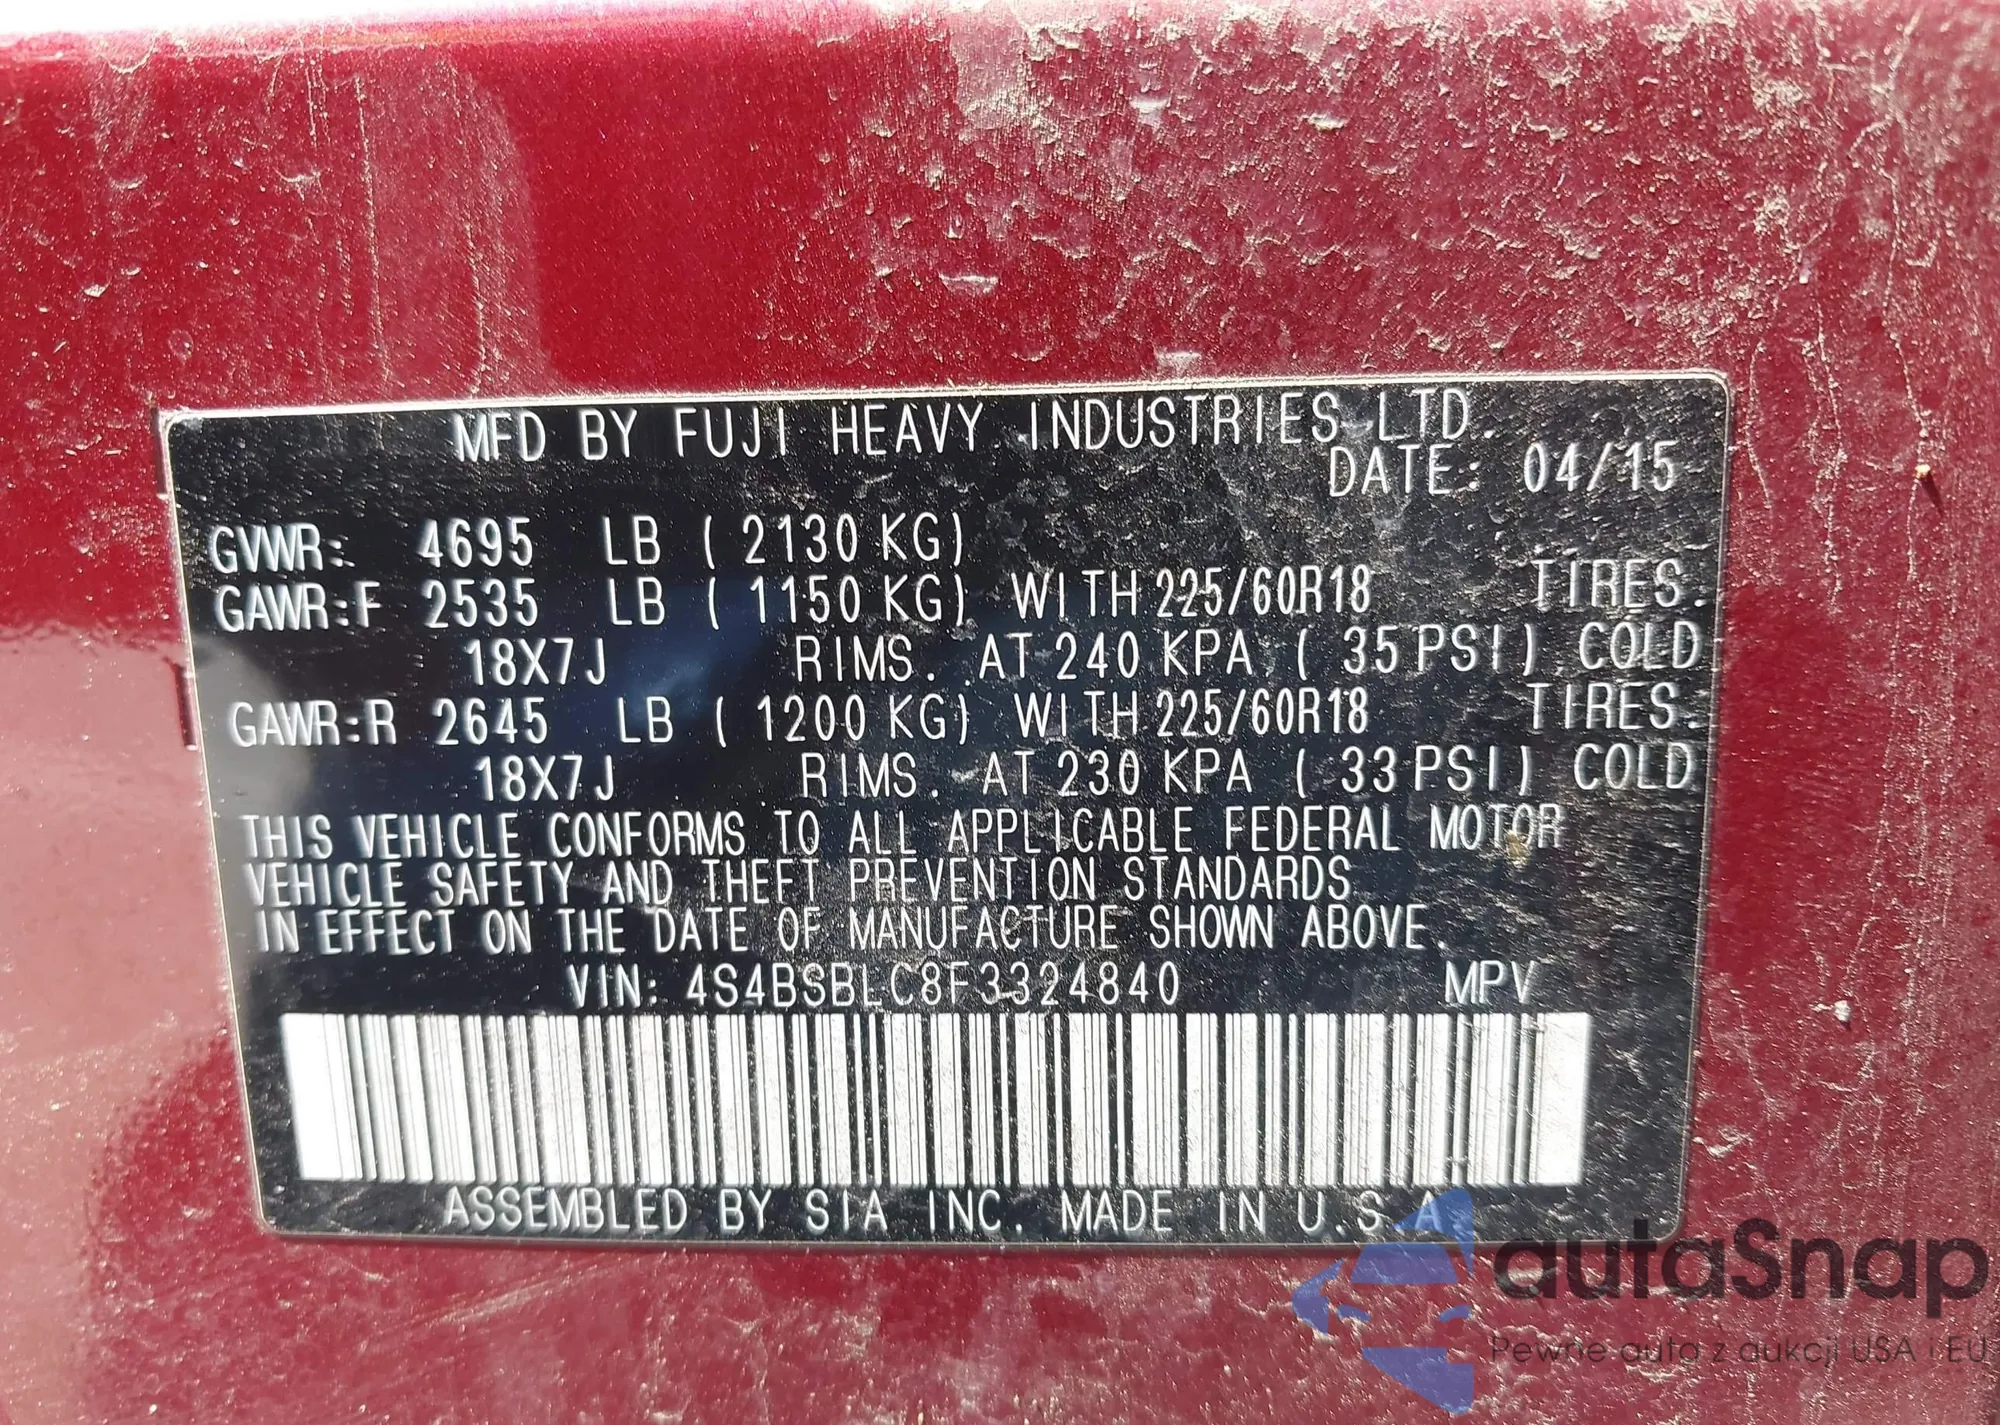 MFD BY FUJI HEAVY INDUSTRIES LTD.
DATE: 04/15
GVWR: 4695 LB ( 2130 KG)
GAWR:F 2535 LB ( 1150 KG) WITH 225/60R18 TIRES.
18X7J RIMS. AT 240 KPA ( 35 PSI) COLD
GAWR:R 2645 LB ( 1200 KG) WITH 225/60R18 TIRES.
18X7J RIMS. AT 230 KPA ( 33 PSI) COLD
THIS VEHICLE CONFORMS TO ALL APPLICABLE FEDERAL MOTOR
VEHICLE SAFETY AND THEFT PREVENTION STANDARDS
IN EFFECT ON THE DATE OF MANUFACTURE SHOWN ABOVE.
VIN: 4S4BSBLC8F3324840 MPV
ASSEMBLED BY SIA INC. MADE IN U.S.A
autaSnap
Pewne auta z aukcji USA i EU